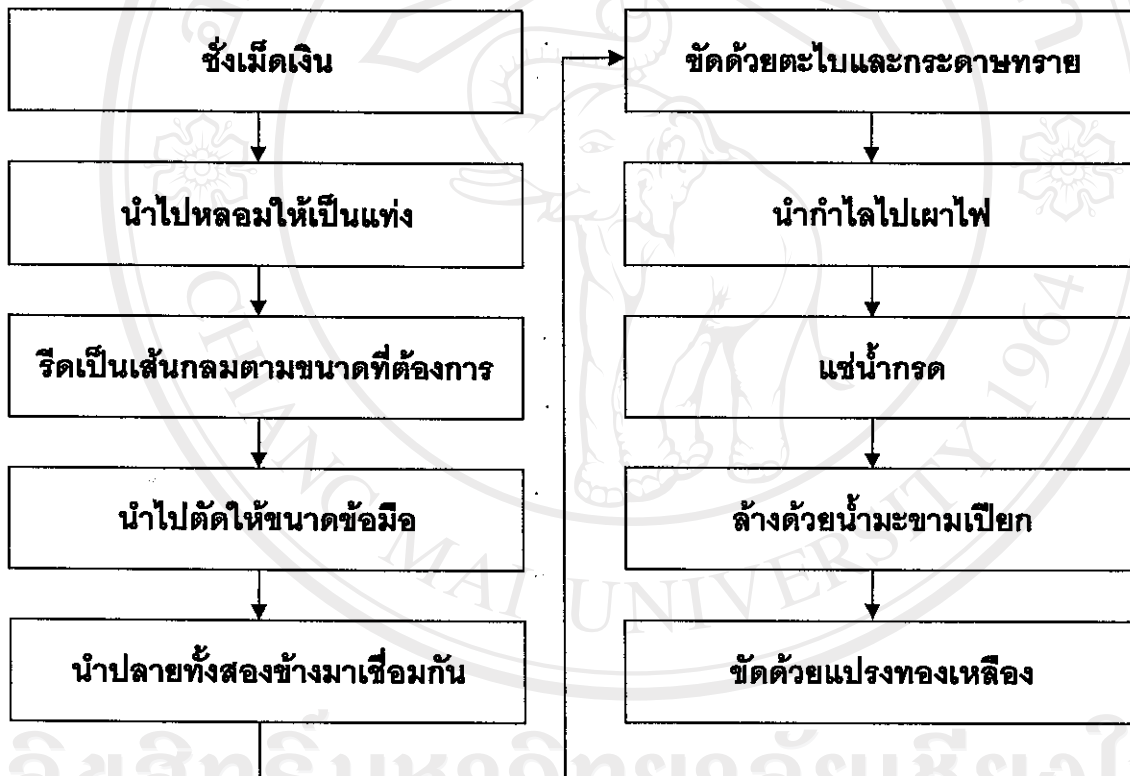 ชั่งเม็ดเงิน
นำไปหลอมให้เป็นแท่ง
รีดเป็นเส้นกลมตามขนาดที่ต้องการ
นำไปตัดให้ขนาดข้อมือ
นำปลายทั้งสองข้างมาเชื่อมกัน
ขัดด้วยตะไบและกระดาษทราย
นำกำไลไปเผาไฟ
แช่น้ำกรด
ล้างด้วยน้ำมะขามเปียก
ขัดด้วยแปรงทองเหลือง
CHIANG MAI UNIVERSITY 1964